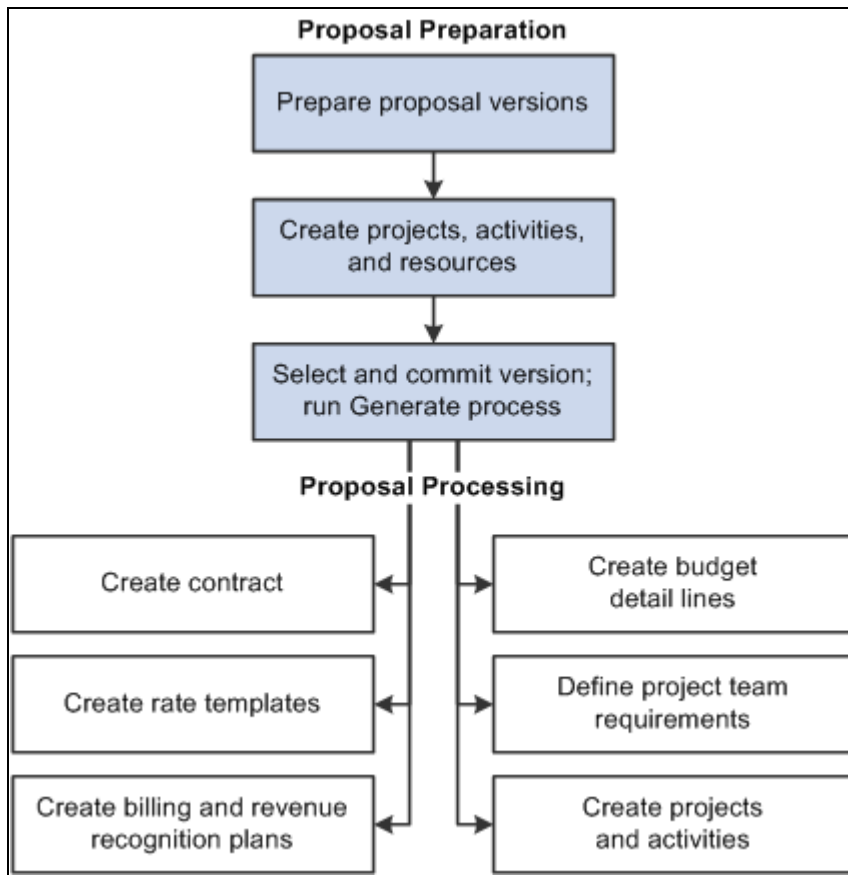 Proposal Preparation
Prepare proposal versions
Create projects, activities,
and resources
Select and commit version;
run Generate process
Proposal Processing
Create contract
Create budget
detail lines
Create rate templates
Define project team
requirements
Create billing and revenue
recognition plans
Create projects
and activities